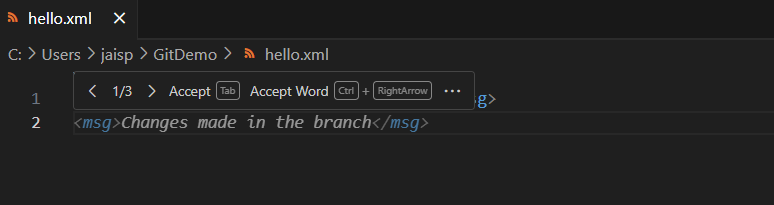 hello.xml
C: > Users > jaisp > GitDemo > hello.xml
< 1/3 > Accept Tab Accept Word Ctrl + RightArrow ...
1 sg>
2 <msg>Changes made in the branch</msg>